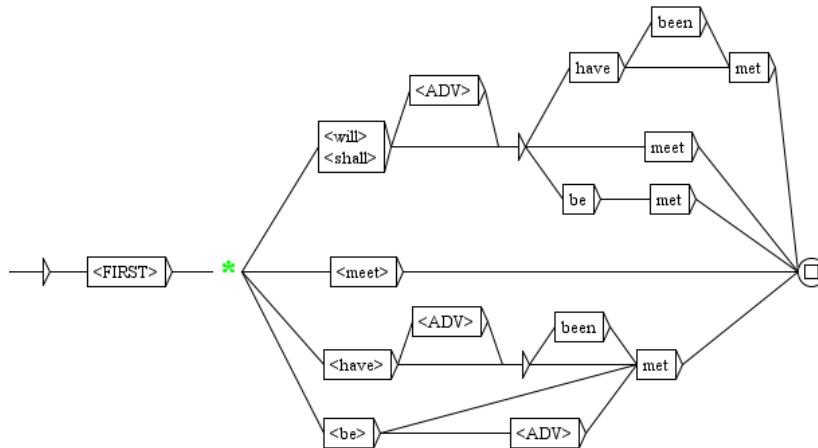 been
have
met
<ADV>
<will>
<shall>
meet
be
met
<FIRST>
*
<meet>
<ADV>
been
<have>
met
<be>
<ADV>